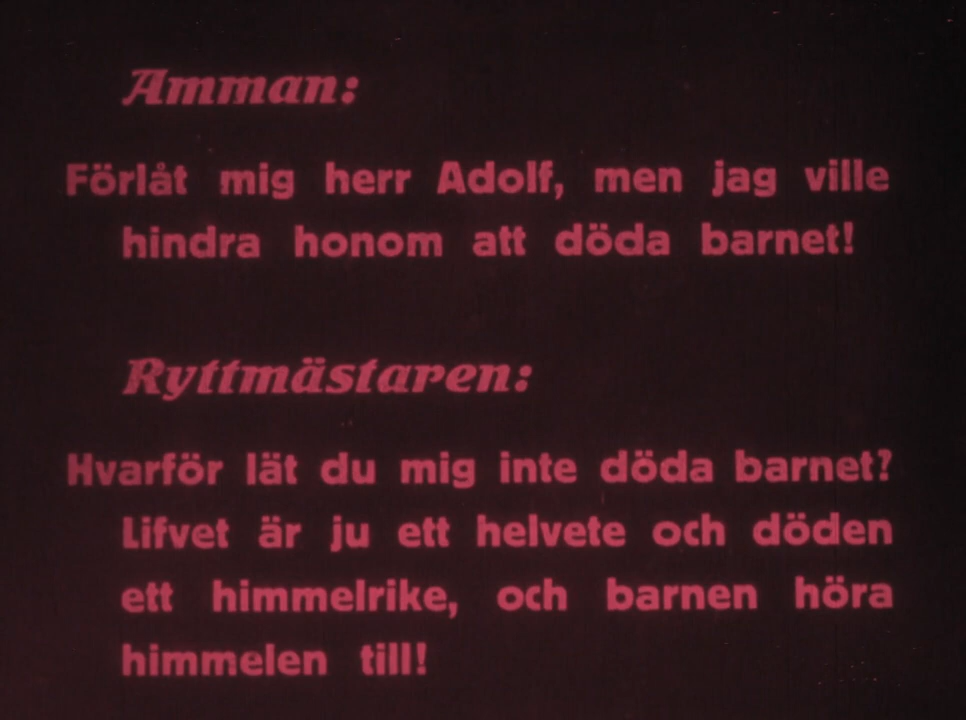 Amman:
Förlåt mig herr Adolf, men jag ville
hindra honom att döda barnet!
Ryttmästaren:
Hvarför lät du mig inte döda barnet?
Lifvet är ju ett helvete och döden
ett himmelrike, och barnen höra
himmelen till!